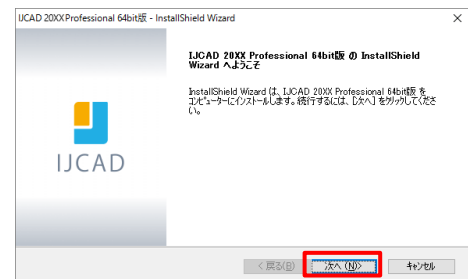 IJCAD 20XX Professional 64bit版 - InstallShield Wizard
IJCAD 20XX Professional 64bit版 の InstallShield
Wizard へようこそ
InstallShield Wizard は、IJCAD 20XX Professional 64bit版 を
コンピューターにインストールします。続行するには、[次へ] をクリックしてくださ
い。
IJCAD
< 戻る(B)
次へ (N)>
キャンセル